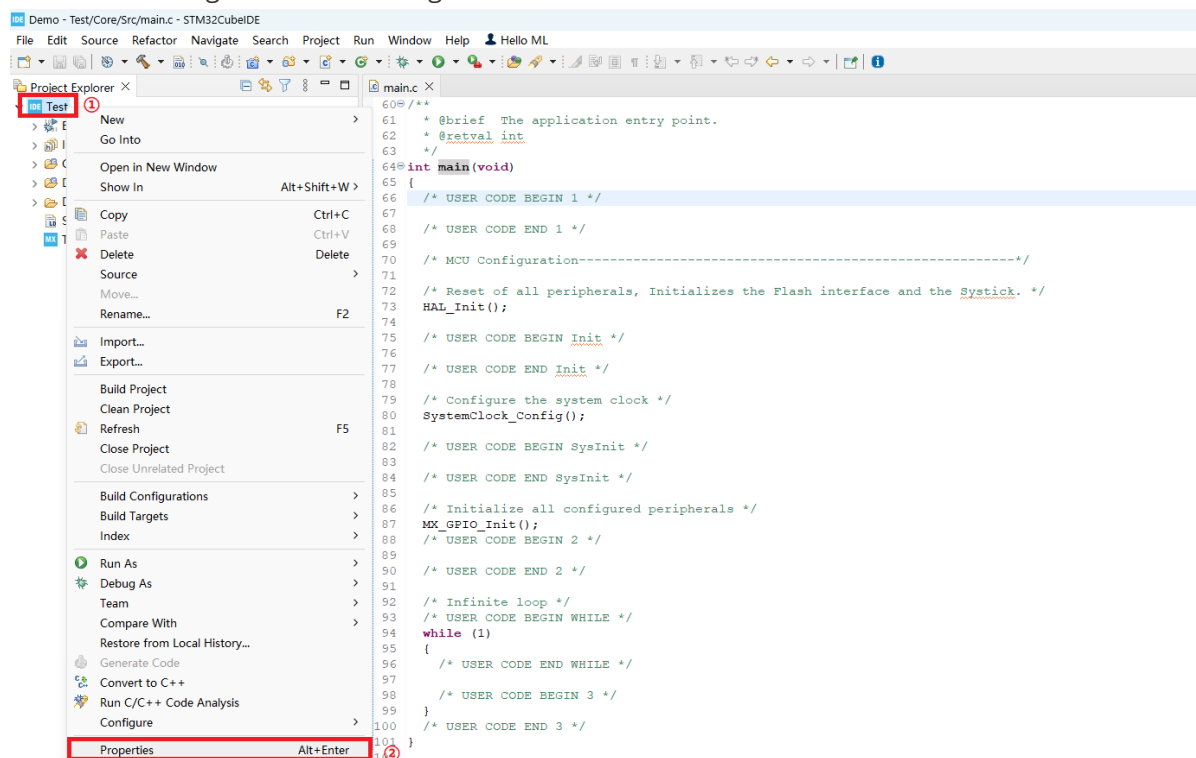 IDE Demo - Test/Core/Src/main.c - STM32CubeIDE
File Edit Source Refactor Navigate Search Project Run Window Help Hello ML
Project Explorer
main.c
IDE Test ①
MX
New
Go Into
Open in New Window
Show In Alt+Shift+W
Copy Ctrl+C
Paste Ctrl+V
Delete Delete
Source
Move...
Rename... F2
Import...
Export...
Build Project
Clean Project
Refresh F5
Close Project
Close Unrelated Project
Build Configurations
Build Targets
Index
Run As
Debug As
Team
Compare With
Restore from Local History...
Generate Code
Convert to C++
Run C/C++ Code Analysis
Configure
Properties Alt+Enter ②
60 /**
61 * @brief The application entry point.
62 * @retval int
63 */
64 int main(void)
65 {
66 /* USER CODE BEGIN 1 */
67
68 /* USER CODE END 1 */
69
70 /* MCU Configuration--------------------------------------------------------*/
71
72 /* Reset of all peripherals, Initializes the Flash interface and the Systick. */
73 HAL_Init();
74
75 /* USER CODE BEGIN Init */
76
77 /* USER CODE END Init */
78
79 /* Configure the system clock */
80 SystemClock_Config();
81
82 /* USER CODE BEGIN SysInit */
83
84 /* USER CODE END SysInit */
85
86 /* Initialize all configured peripherals */
87 MX_GPIO_Init();
88 /* USER CODE BEGIN 2 */
89
90 /* USER CODE END 2 */
91
92 /* Infinite loop */
93 /* USER CODE BEGIN WHILE */
94 while (1)
95 {
96 /* USER CODE END WHILE */
97
98 /* USER CODE BEGIN 3 */
99 }
100 /* USER CODE END 3 */
101 }